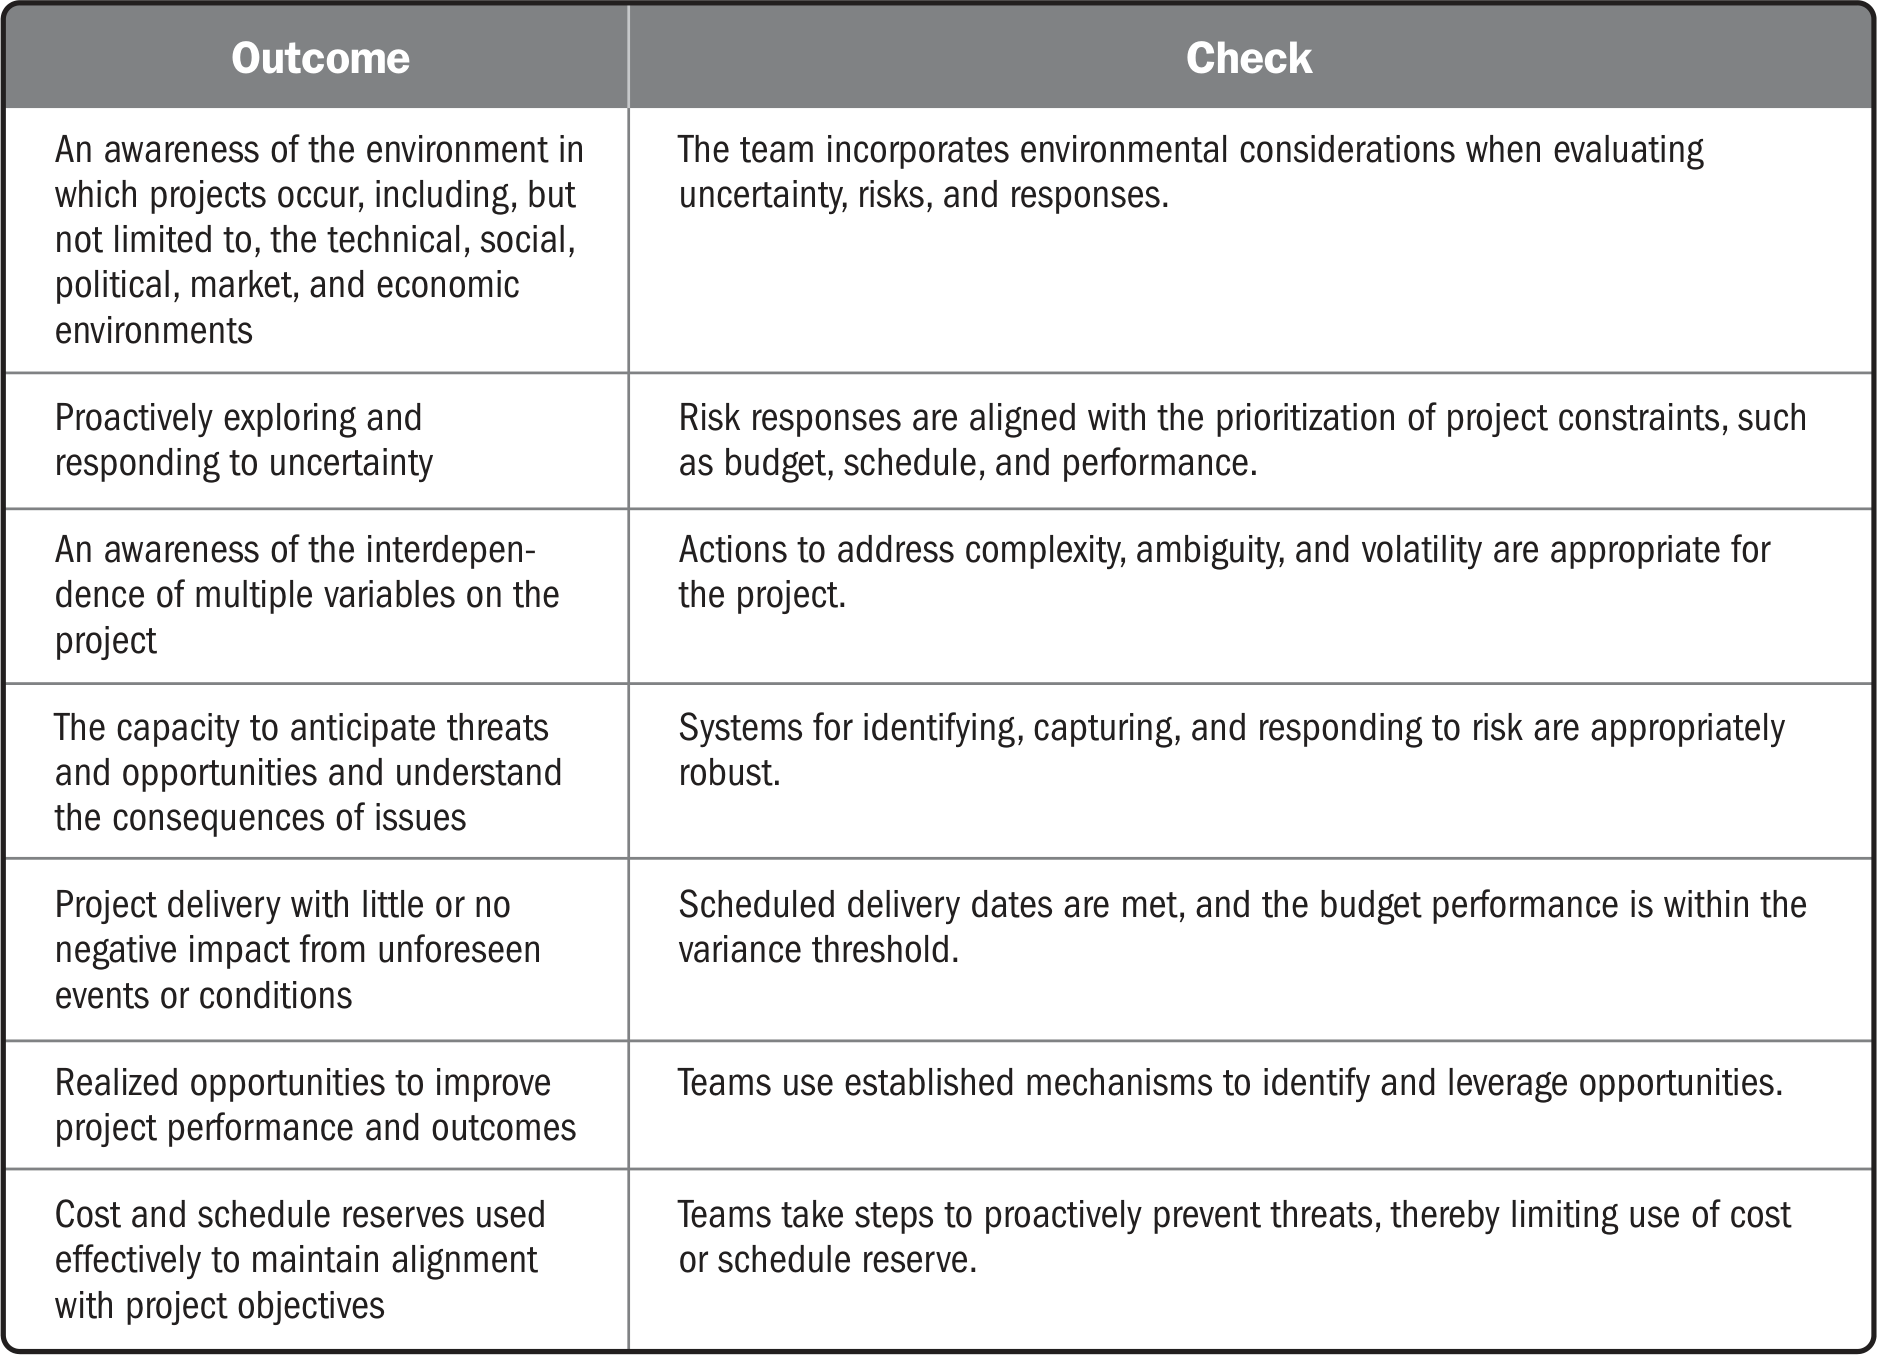 Outcome
Check
An awareness of the environment in
which projects occur, including, but
not limited to, the technical, social,
political, market, and economic
environments
The team incorporates environmental considerations when evaluating
uncertainty, risks, and responses.
Proactively exploring and
responding to uncertainty
Risk responses are aligned with the prioritization of project constraints, such
as budget, schedule, and performance.
An awareness of the interdepen-
dence of multiple variables on the
project
Actions to address complexity, ambiguity, and volatility are appropriate for
the project.
The capacity to anticipate threats
and opportunities and understand
the consequences of issues
Systems for identifying, capturing, and responding to risk are appropriately
robust.
Project delivery with little or no
negative impact from unforeseen
events or conditions
Scheduled delivery dates are met, and the budget performance is within the
variance threshold.
Realized opportunities to improve
project performance and outcomes
Teams use established mechanisms to identify and leverage opportunities.
Cost and schedule reserves used
effectively to maintain alignment
with project objectives
Teams take steps to proactively prevent threats, thereby limiting use of cost
or schedule reserve.